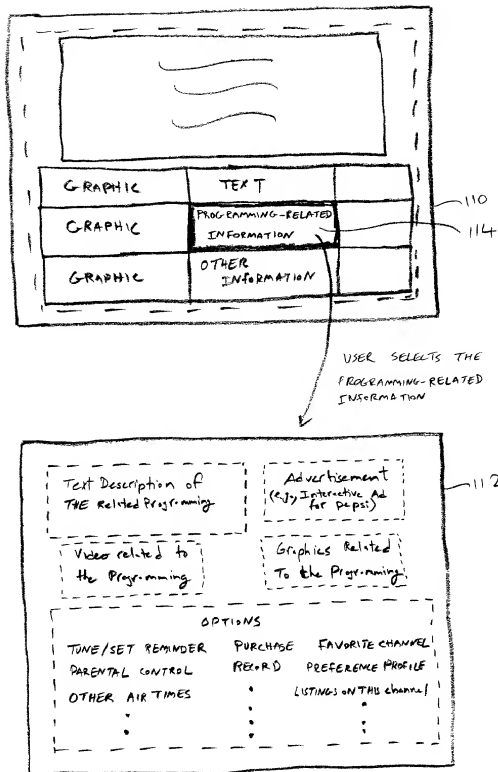 GRAPHIC TEXT
GRAPHIC PROGRAMMING-RELATED
INFORMATION
GRAPHIC OTHER
INFORMATION
110
114
USER SELECTS THE
PROGRAMMING-RELATED
INFORMATION
112
Text Description of
THE Related Programming
Advertisement
(e.g., Interactive Ad
for pepsi)
Video related to
the Programming
Graphics Related
To the Programming
OPTIONS
TUNE/SET REMINDER PURCHASE FAVORITE CHANNEL
PARENTAL CONTROL RECORD PREFERENCE PROFILE
OTHER AIR TIMES LISTINGS ON THIS channel